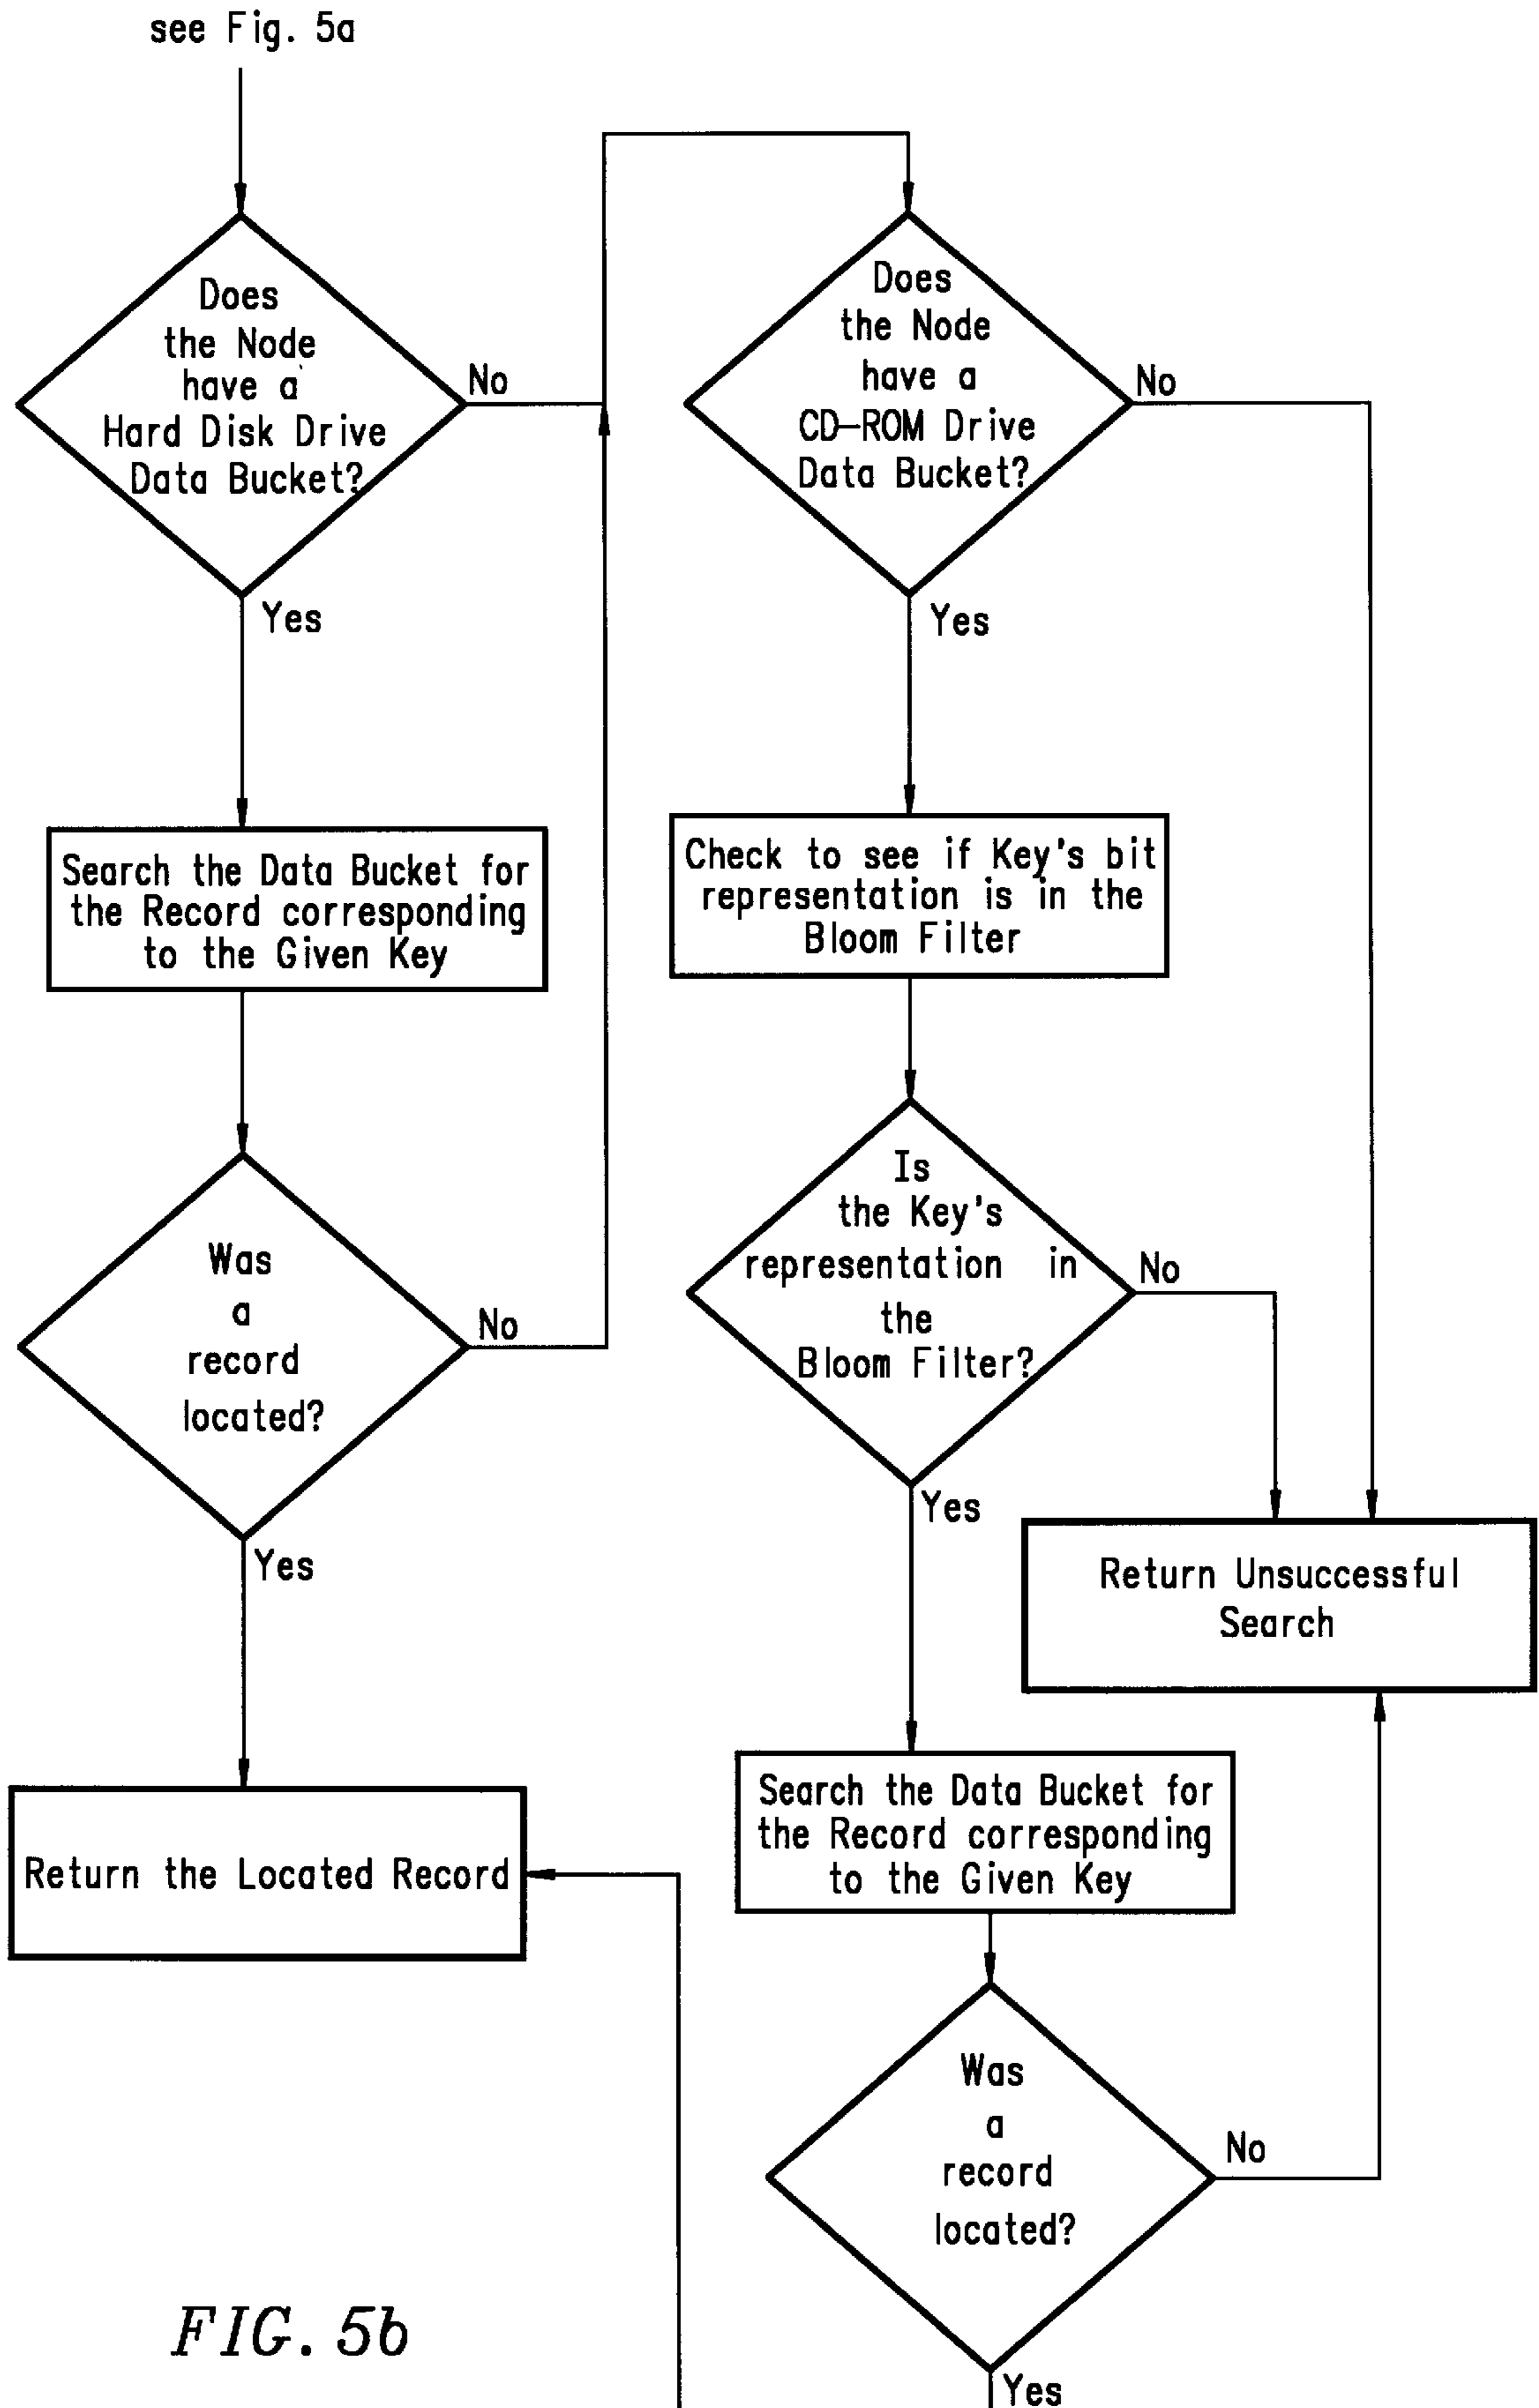 see Fig. 5a
Does
the Node
have a
Hard Disk Drive
Data Bucket?
No
Yes
Search the Data Bucket for
the Record corresponding
to the Given Key
Was
a
record
located?
No
Yes
Return the Located Record
Does
the Node
have a
CD-ROM Drive
Data Bucket?
No
Yes
Check to see if Key's bit
representation is in the
Bloom Filter
Is
the Key's
representation in
the
Bloom Filter?
No
Yes
Return Unsuccessful
Search
Search the Data Bucket for
the Record corresponding
to the Given Key
Was
a
record
located?
No
Yes
FIG. 5b